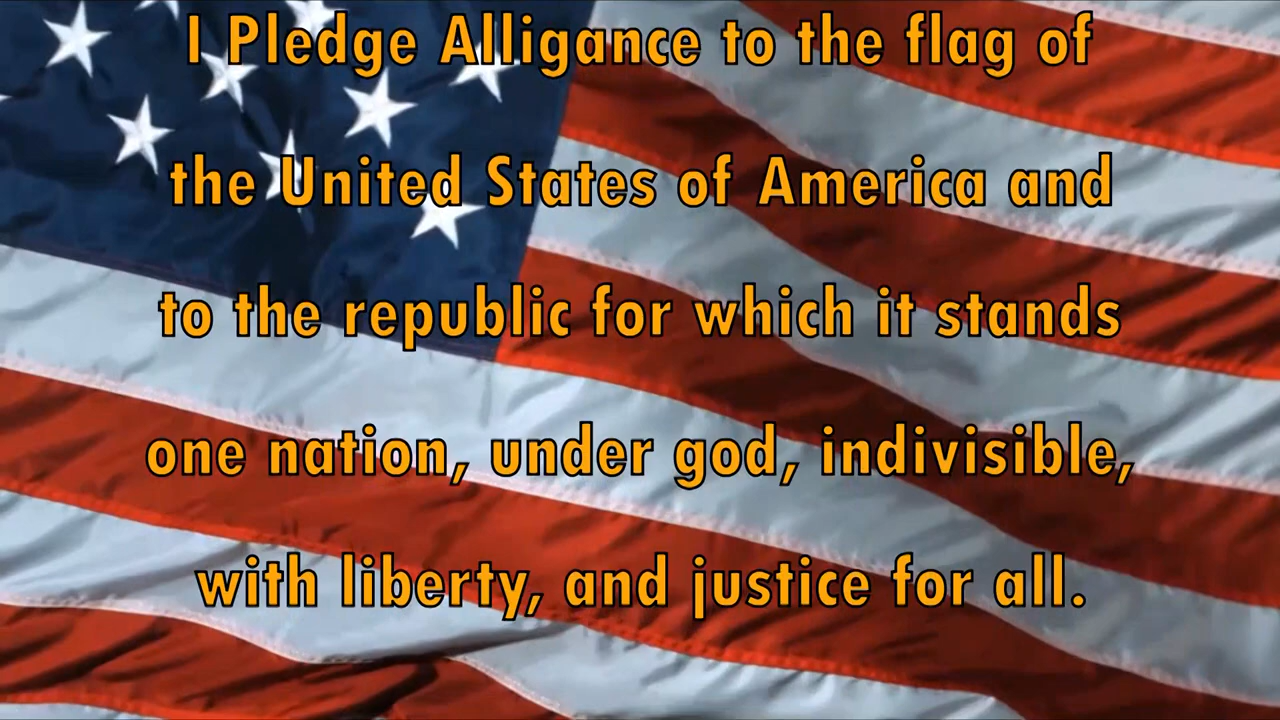 I Pledge Alligance to the flag of
the United States of America and
to the republic for which it stands
one nation, under god, indivisible,
with liberty, and justice for all.